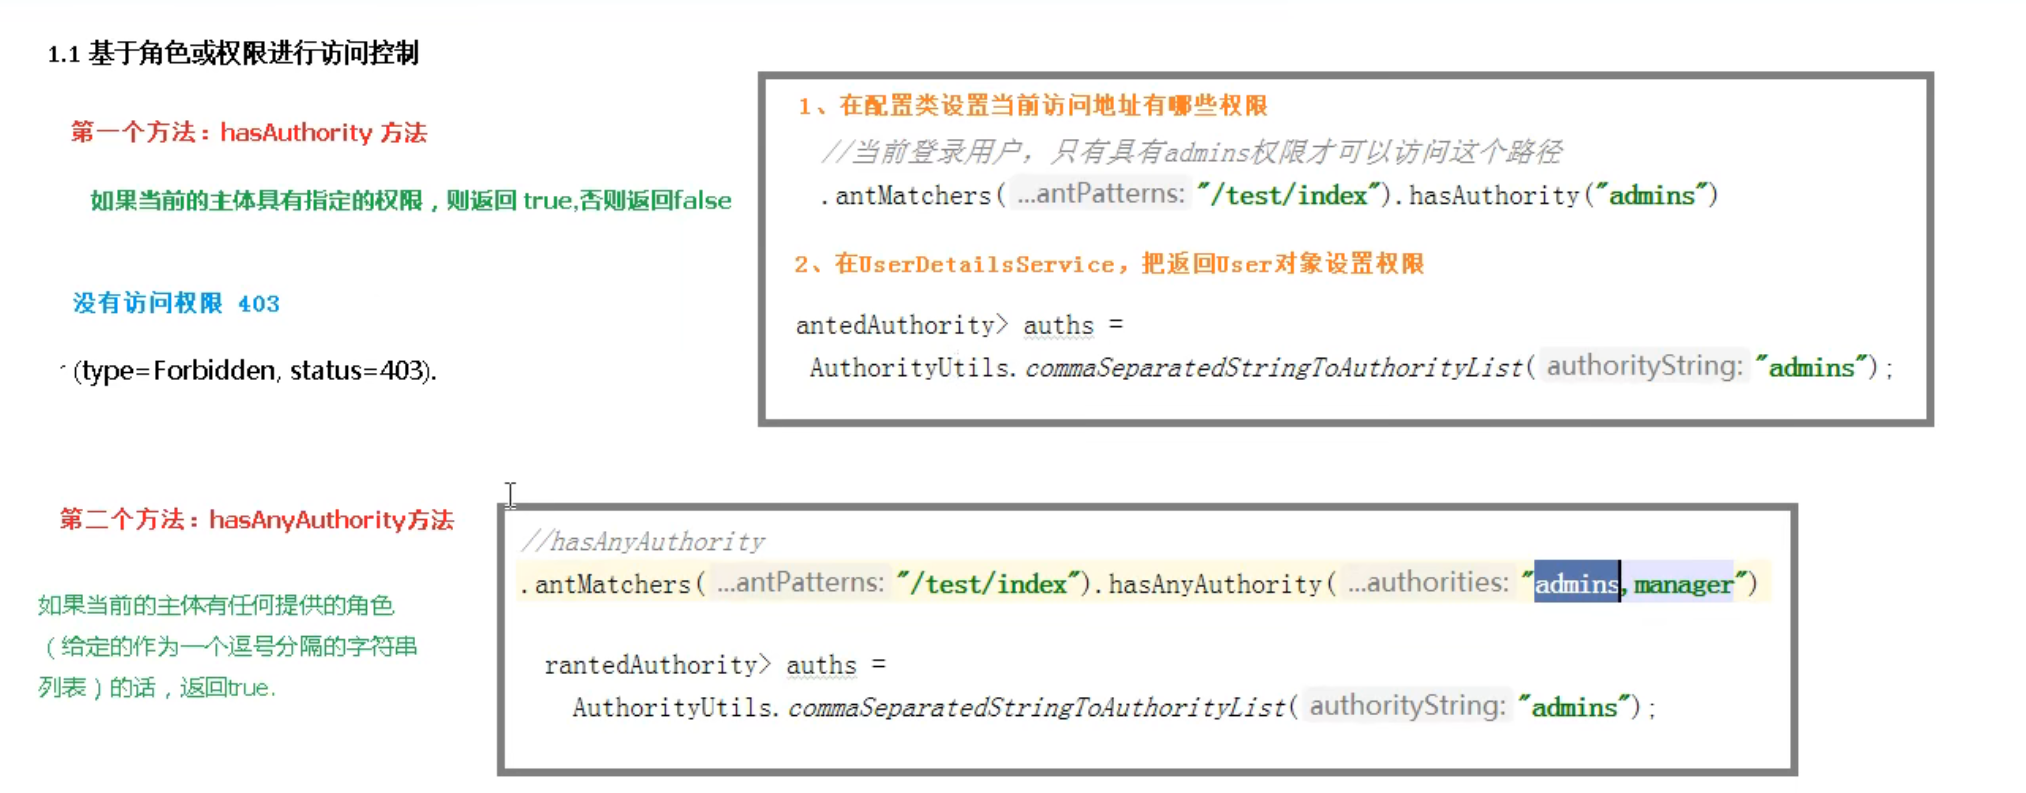 1.1 基于角色或权限进行访问控制
第一个方法：hasAuthority 方法
如果当前的主体具有指定的权限，则返回 true,否则返回false
没有访问权限 403
(type=Forbidden, status=403).
1、在配置类设置当前访问地址有哪些权限
//当前登录用户，只有具有admins权限才可以访问这个路径
.antMatchers( ...antPatterns: "/test/index").hasAuthority("admins")
2、在UserDetailsService，把返回User对象设置权限
antedAuthority> auths =
AuthorityUtils.commaSeparatedStringToAuthorityList( authorityString: "admins");
第二个方法：hasAnyAuthority方法
如果当前的主体有任何提供的角色
（给定的作为一个逗号分隔的字符串
列表）的话，返回true.
//hasAnyAuthority
.antMatchers( ...antPatterns: "/test/index").hasAnyAuthority( ...authorities: "admins,manager")
rantedAuthority> auths =
AuthorityUtils.commaSeparatedStringToAuthorityList( authorityString: "admins");